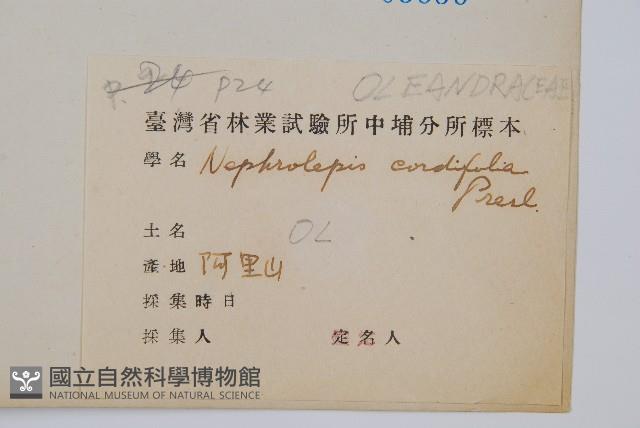 P24 OLEANDRACEAE
臺灣省林業試驗所中埔分所標本
學名 Nephrolepis cordifolia
Presl.
土名 OL
產地 阿里山
採集時日
採集人 定名人
國立自然科學博物館
NATIONAL MUSEUM OF NATURAL SCIENCE